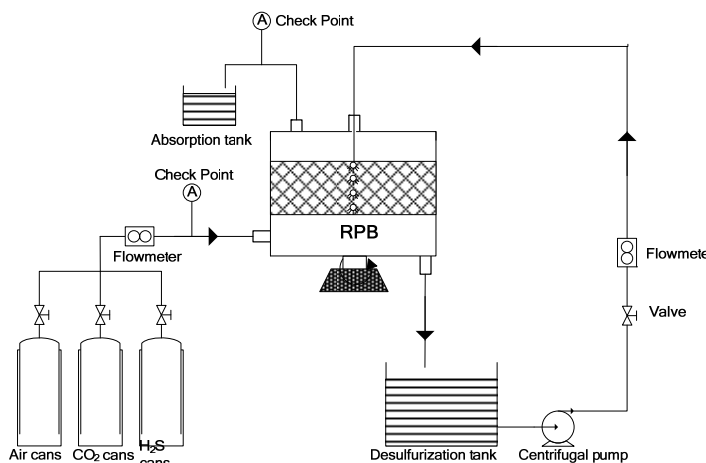 A Check Point
Absorption tank
Check Point
A
RPB
Flowmeter
Flowmete
Valve
Air cans
CO₂ cans
H₂S
cans
Desulfurization tank
Centrifugal pump